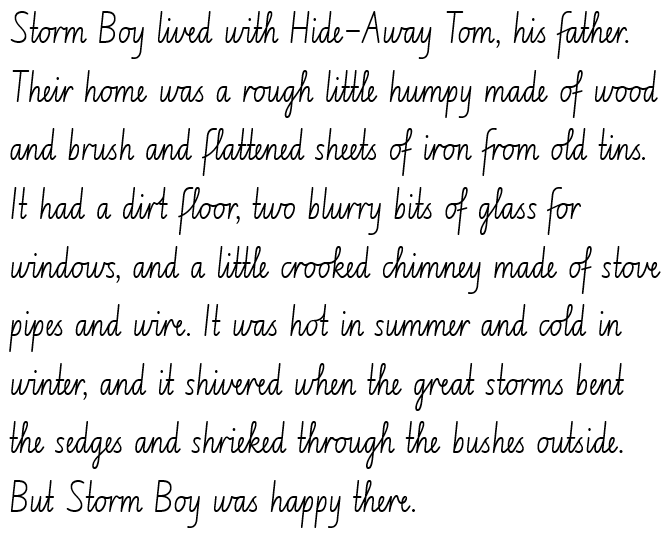 Storm Boy lived with Hide-Away Tom, his father.
Their home was a rough little humpy made of wood
and brush and flattened sheets of iron from old tins.
It had a dirt floor, two blurry bits of glass for
windows, and a little crooked chimney made of stove
pipes and wire. It was hot in summer and cold in
winter, and it shivered when the great storms bent
the sedges and shrieked through the bushes outside.
But Storm Boy was happy there.